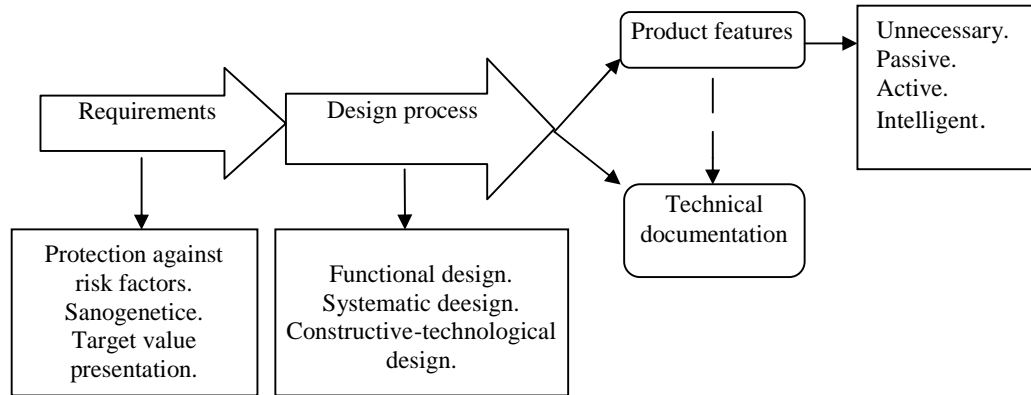 Requirements
Design process
Product features
Unnecessary.
Passive.
Active.
Intelligent.
Technical
documentation
Protection against
risk factors.
Sanogenetice.
Target value
presentation.
Functional design.
Systematic deesign.
Constructive-technological
design.